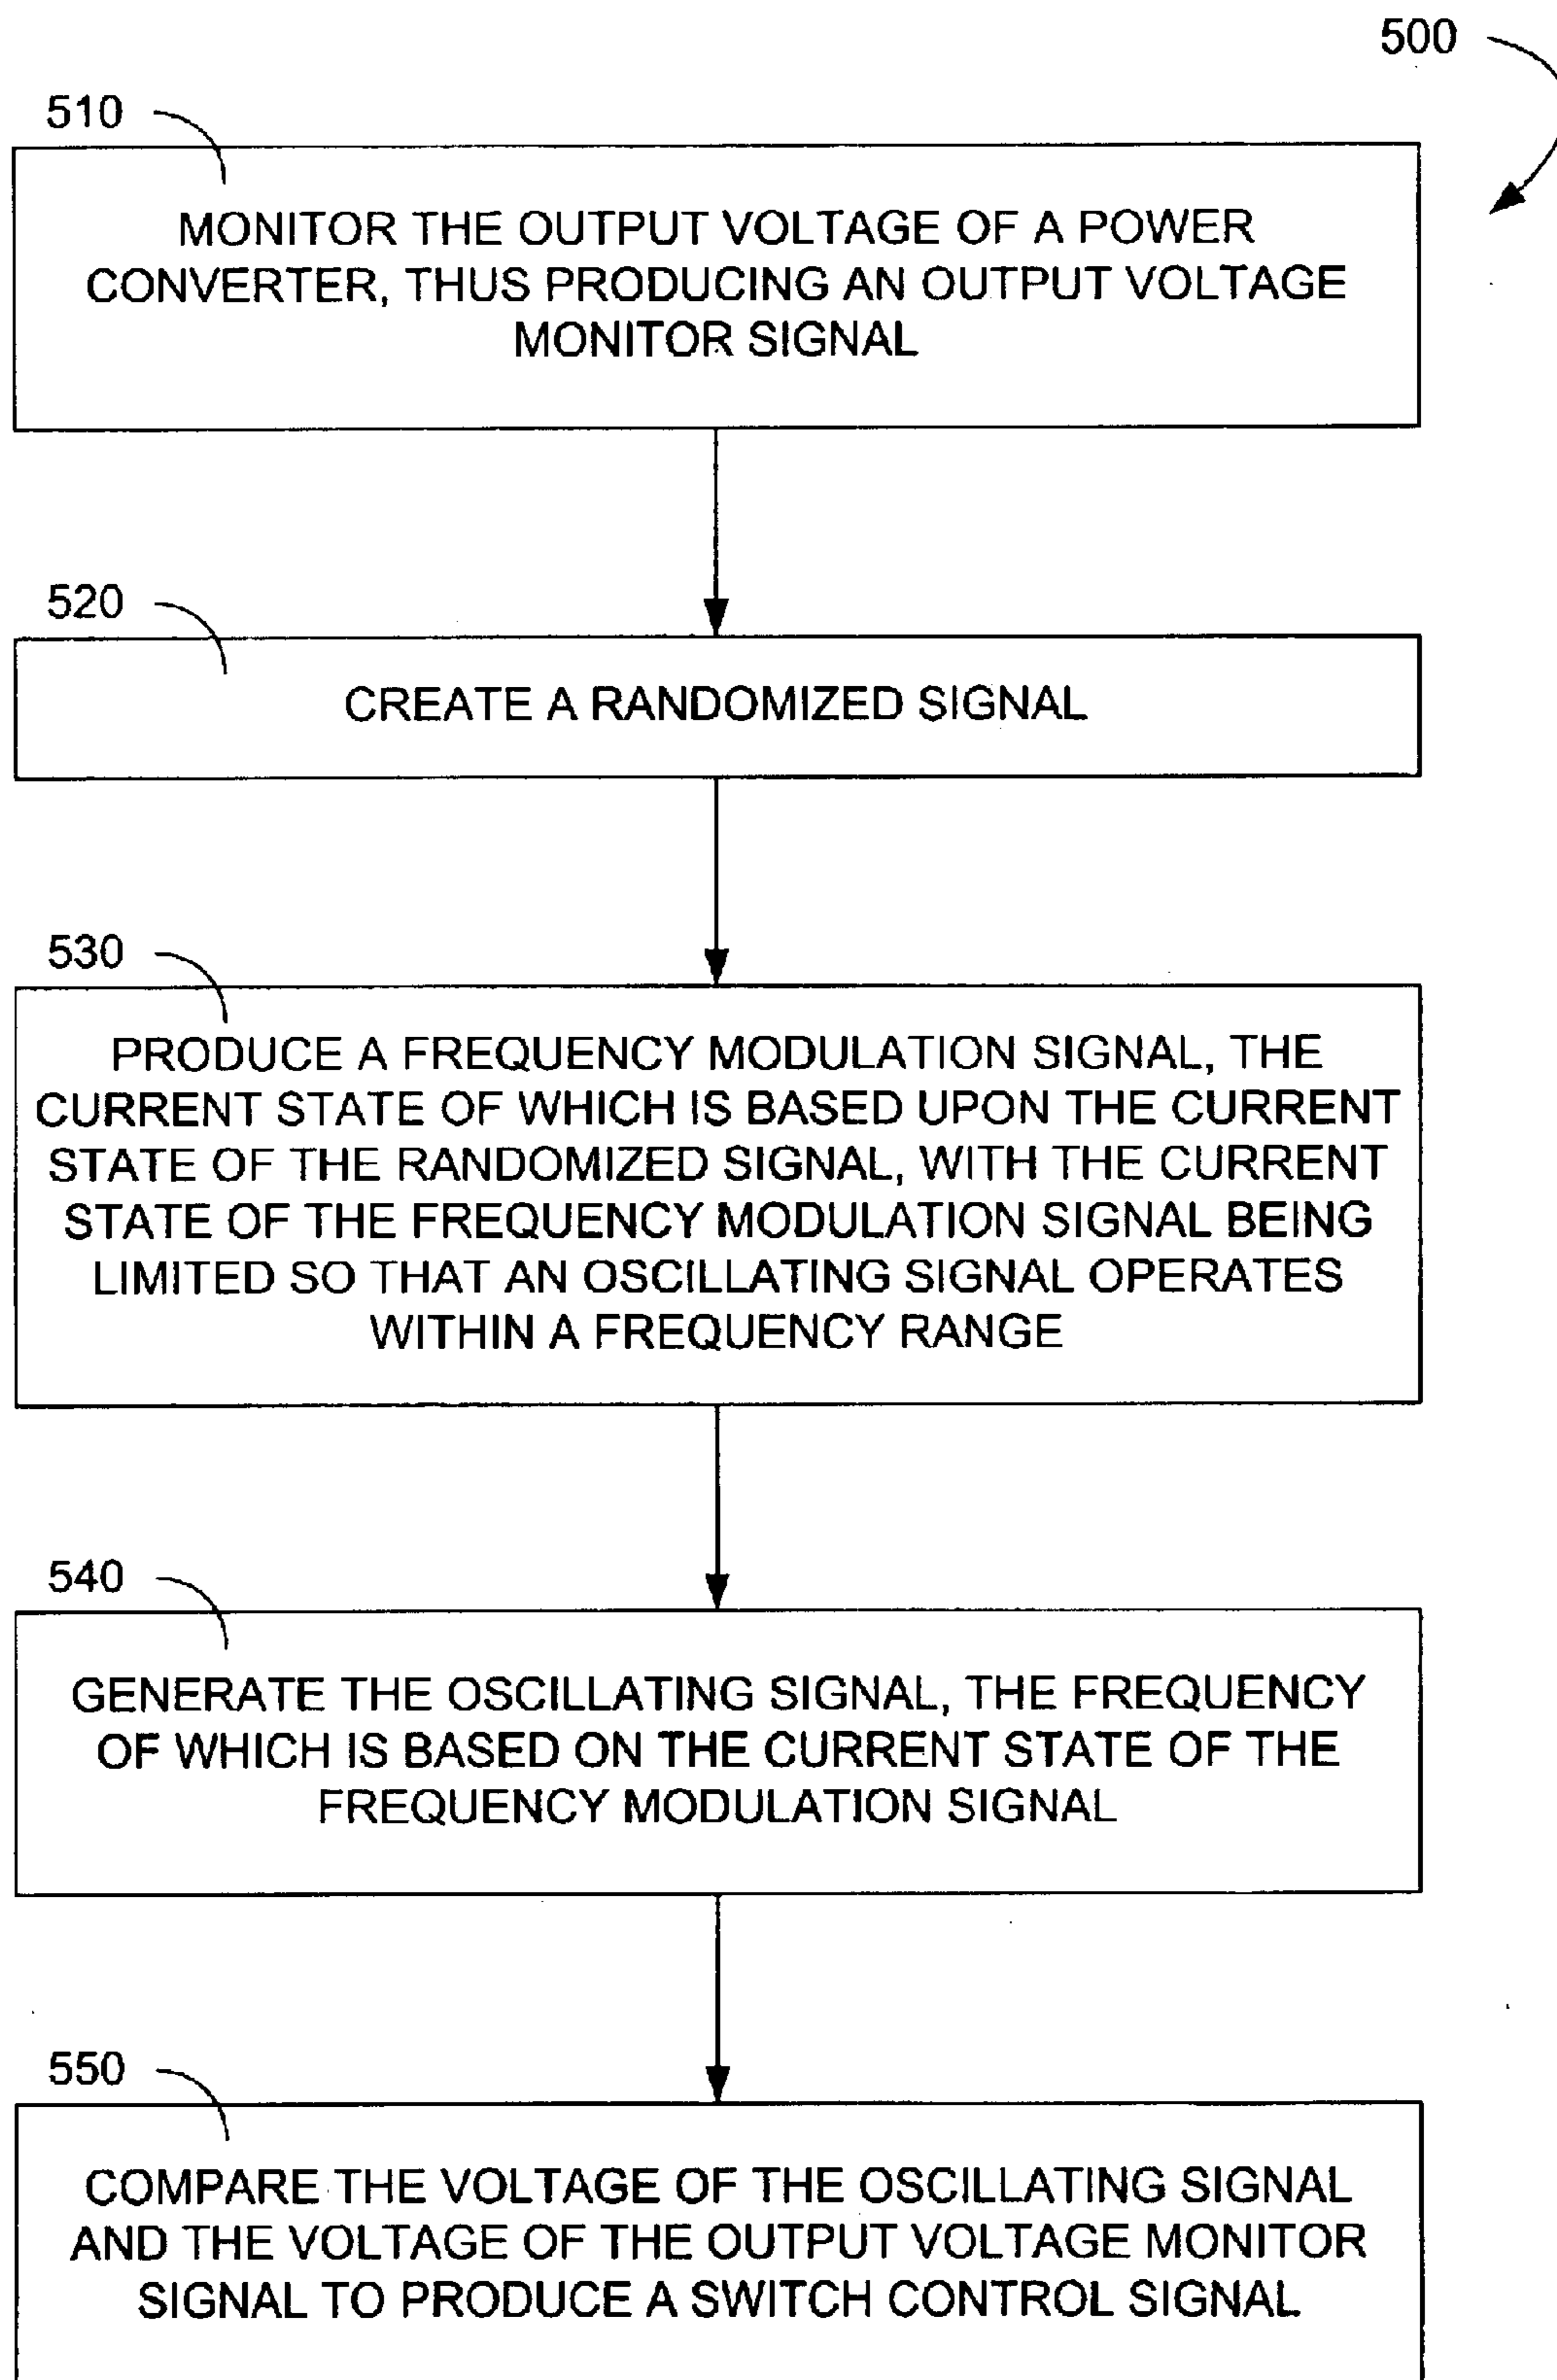 500
510
MONITOR THE OUTPUT VOLTAGE OF A POWER
CONVERTER, THUS PRODUCING AN OUTPUT VOLTAGE
MONITOR SIGNAL
520
CREATE A RANDOMIZED SIGNAL
530
PRODUCE A FREQUENCY MODULATION SIGNAL, THE
CURRENT STATE OF WHICH IS BASED UPON THE CURRENT
STATE OF THE RANDOMIZED SIGNAL, WITH THE CURRENT
STATE OF THE FREQUENCY MODULATION SIGNAL BEING
LIMITED SO THAT AN OSCILLATING SIGNAL OPERATES
WITHIN A FREQUENCY RANGE
540
GENERATE THE OSCILLATING SIGNAL, THE FREQUENCY
OF WHICH IS BASED ON THE CURRENT STATE OF THE
FREQUENCY MODULATION SIGNAL
550
COMPARE THE VOLTAGE OF THE OSCILLATING SIGNAL
AND THE VOLTAGE OF THE OUTPUT VOLTAGE MONITOR
SIGNAL TO PRODUCE A SWITCH CONTROL SIGNAL